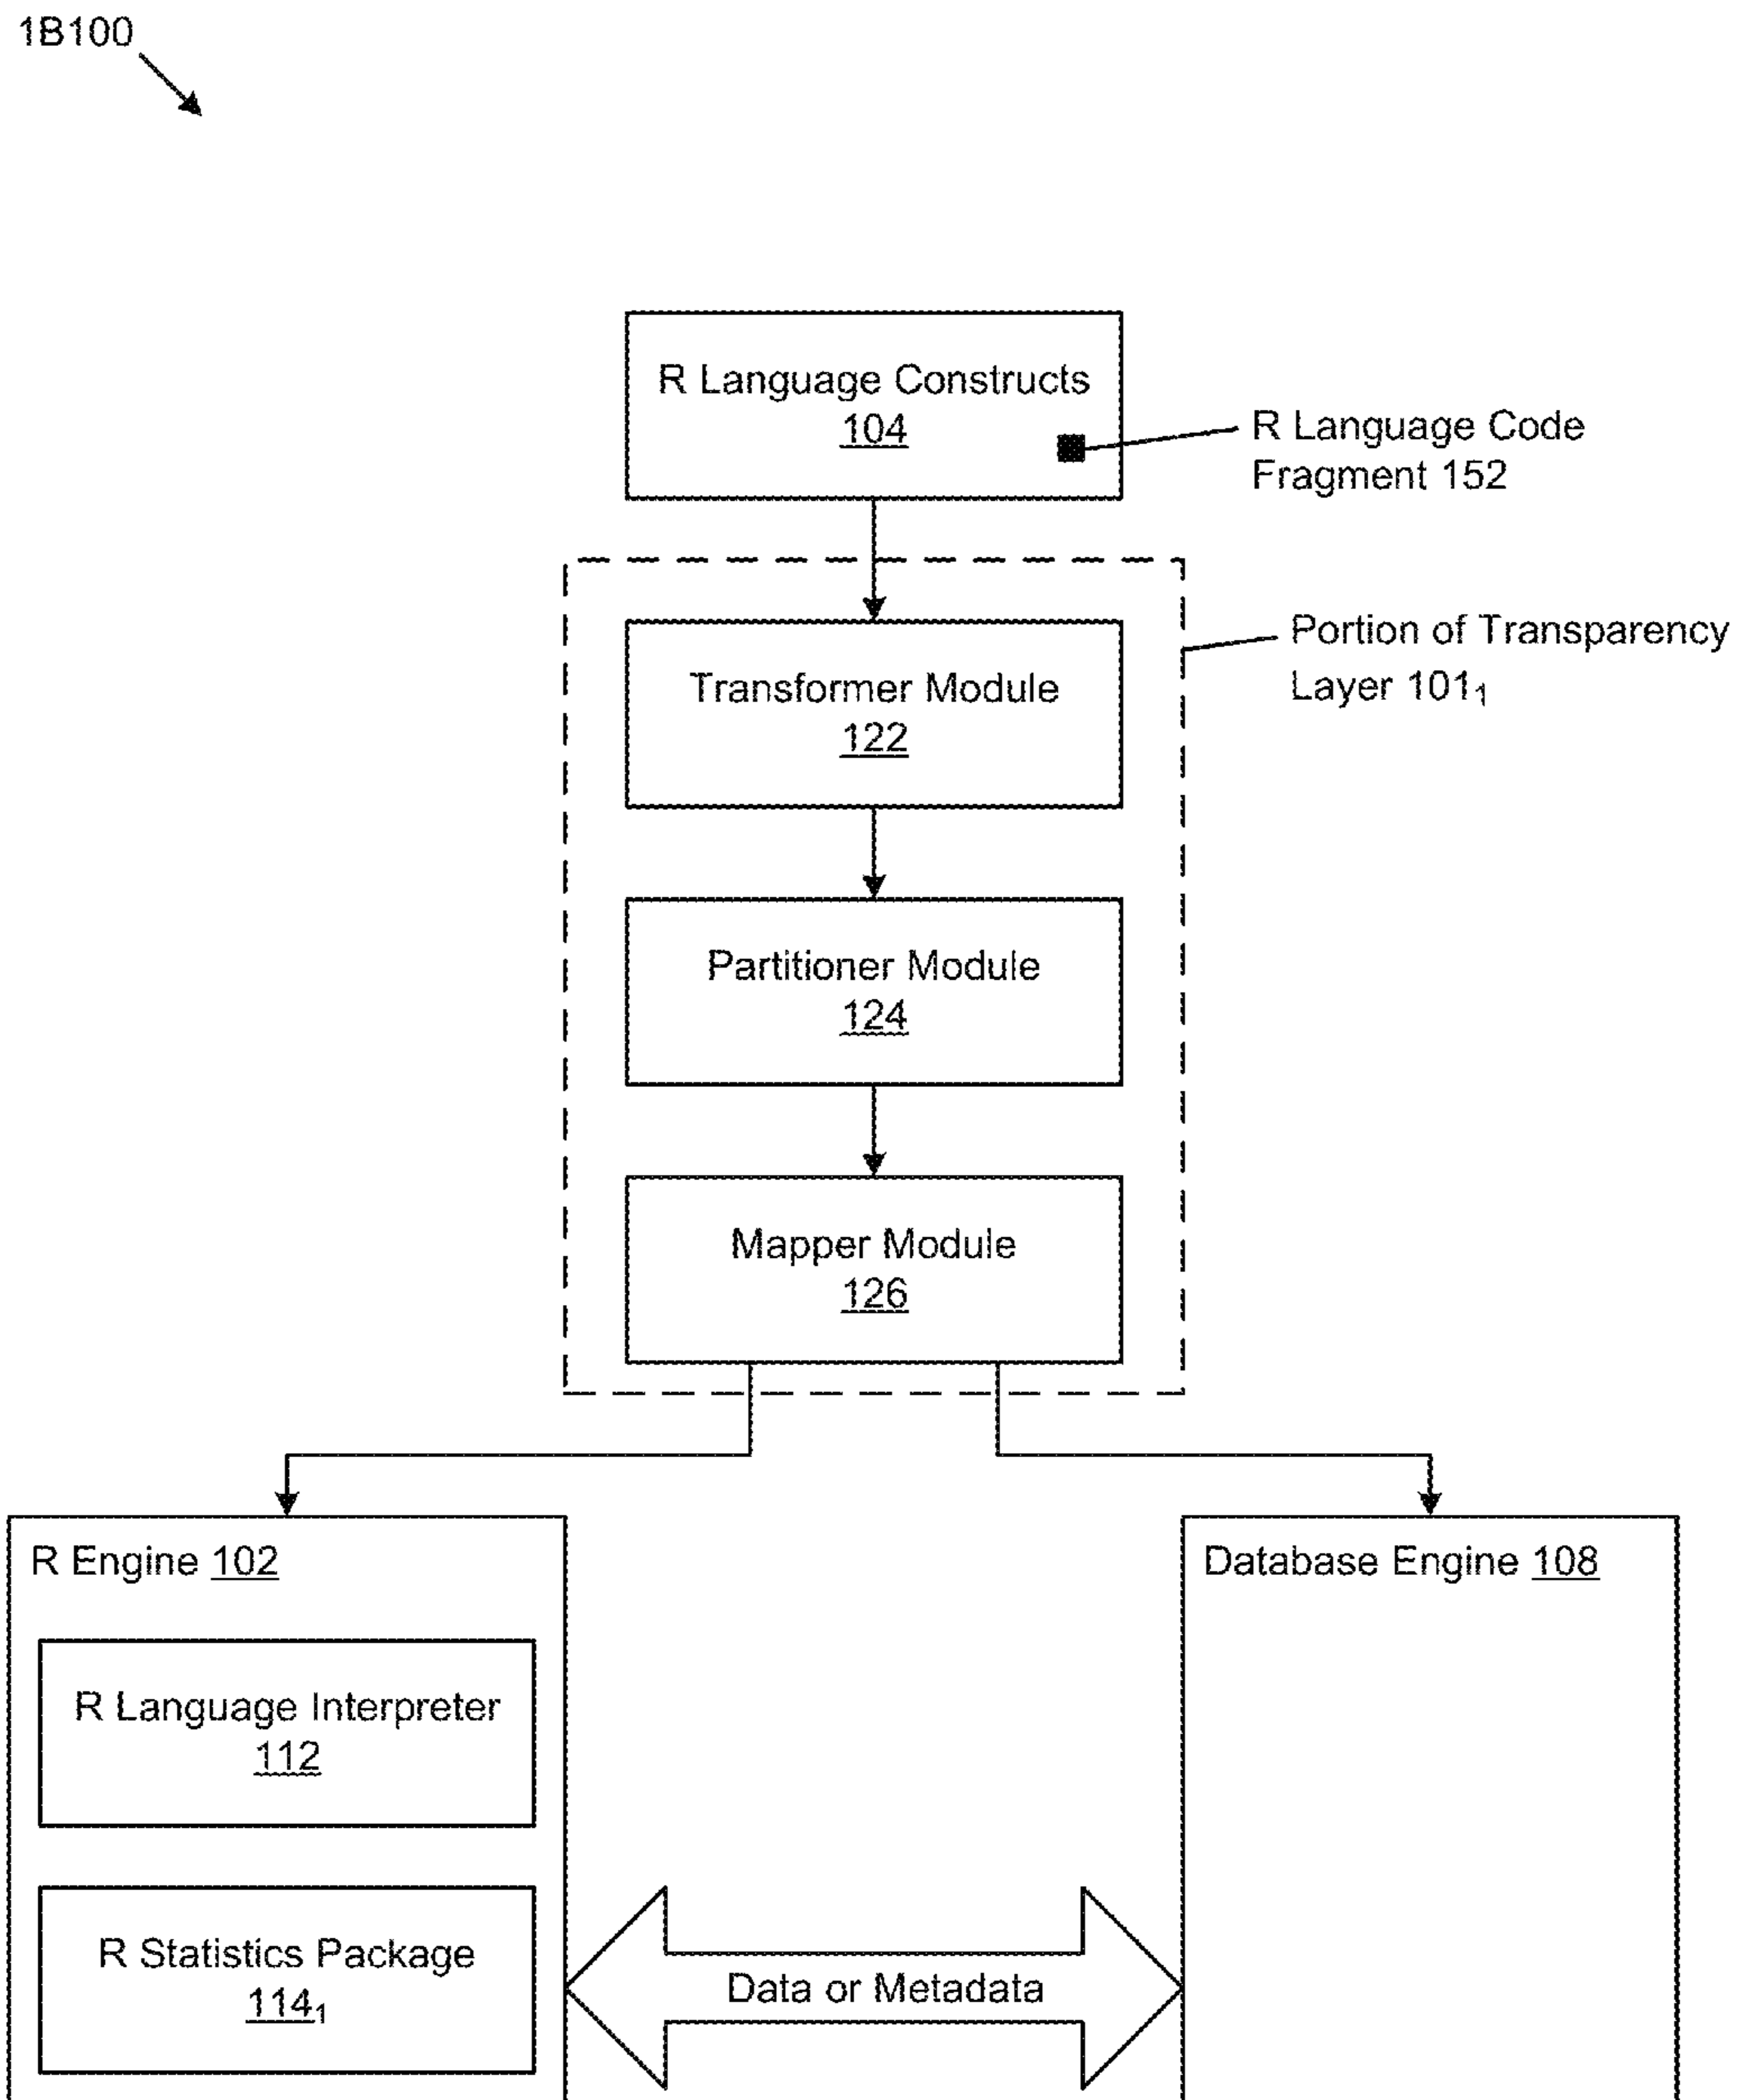 1B100
R Language Constructs
104
R Language Code
Fragment 152
Portion of Transparency
Layer 101₁
Transformer Module
122
Partitioner Module
124
Mapper Module
126
R Engine 102
Database Engine 108
R Language Interpreter
112
R Statistics Package
114₁
Data or Metadata